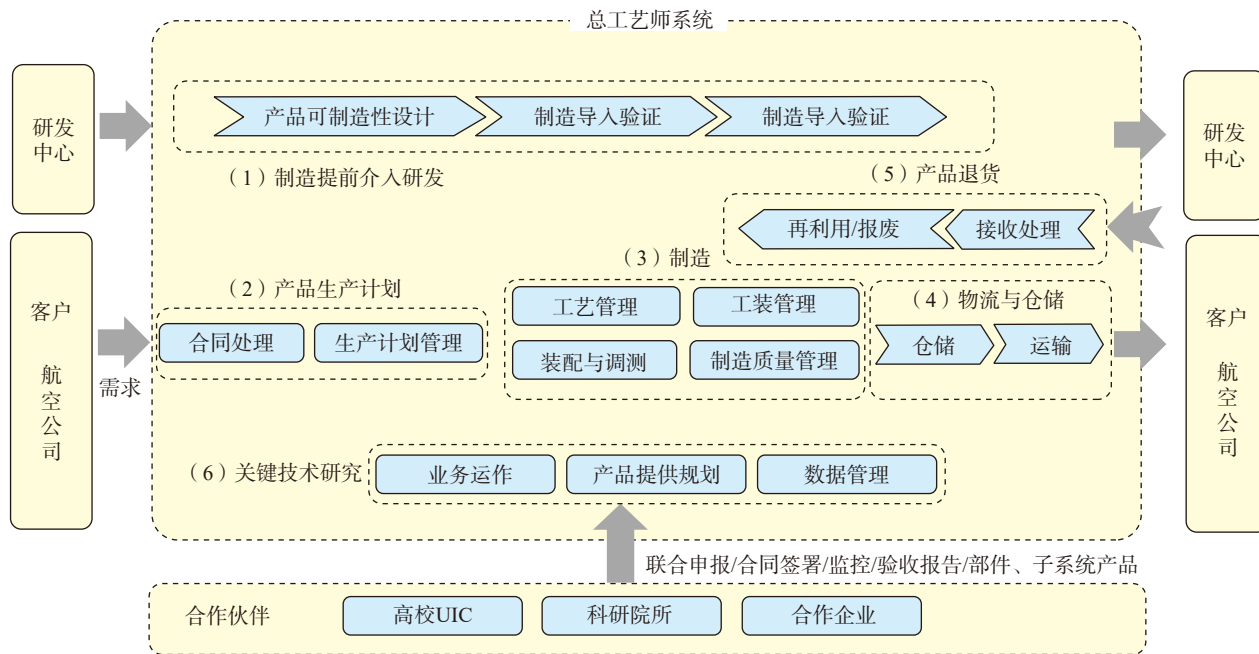 总工艺师系统
研发
中心
产品可制造性设计
制造导入验证
制造导入验证
研发
中心
（1）制造提前介入研发
（5）产品退货
再利用/报废
接收处理
（3）制造
（2）产品生产计划
工艺管理
工装管理
（4）物流与仓储
客户
客户
合同处理
生产计划管理
装配与调测
制造质量管理
仓储
运输
航
空
公
司
需求
航
空
公
司
（6）关键技术研究
业务运作
产品提供规划
数据管理
联合申报/合同签署/监控/验收报告/部件、子系统产品
合作伙伴
高校UIC
科研院所
合作企业